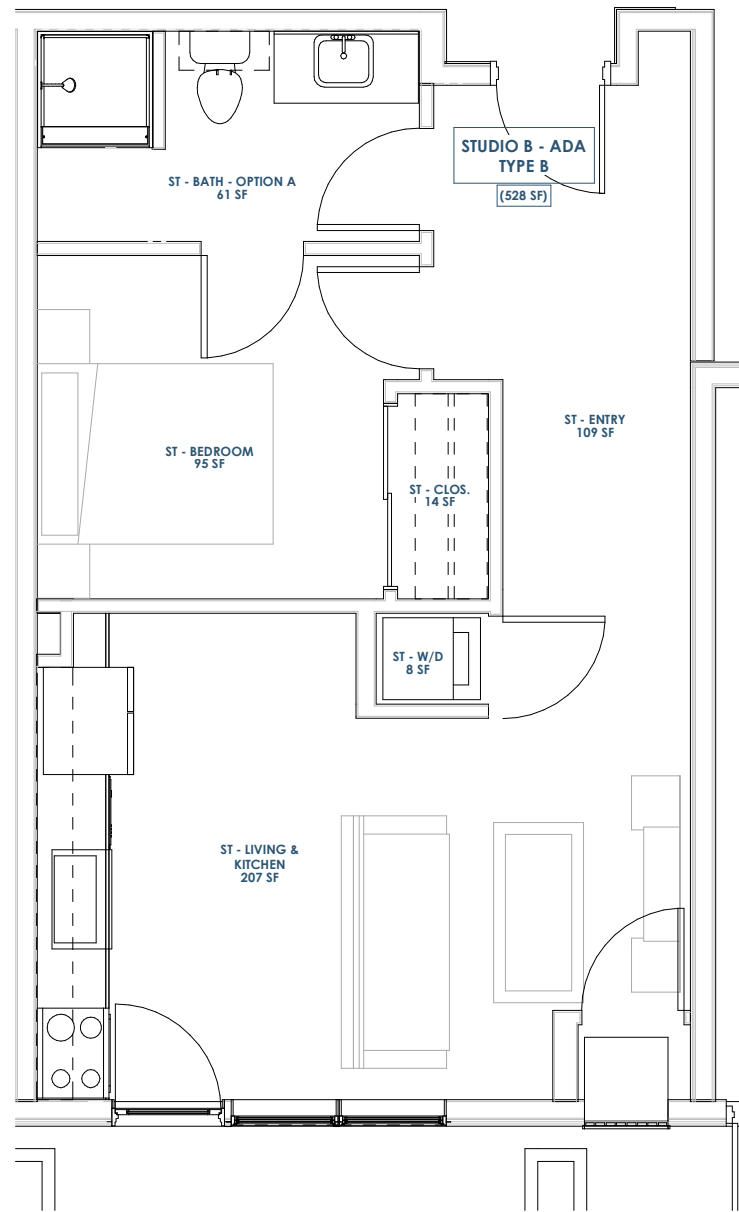 STUDIO B - ADA
TYPE B
(528 SF)
ST - BATH - OPTION A
61 SF
ST - ENTRY
109 SF
ST - BEDROOM
95 SF
ST - CLOS.
14 SF
ST - W/D
8 SF
ST - LIVING &
KITCHEN
207 SF